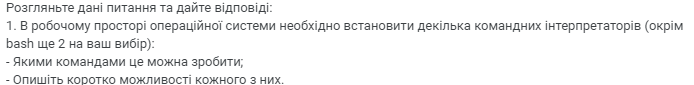 Розгляньте дані питання та дайте відповіді:
1. В робочому просторі операційної системи необхідно встановити декілька командних інтерпретаторів (окрім
bash ще 2 на ваш вибір):
- Якими командами це можна зробити;
- Опишіть коротко можливості кожного з них.